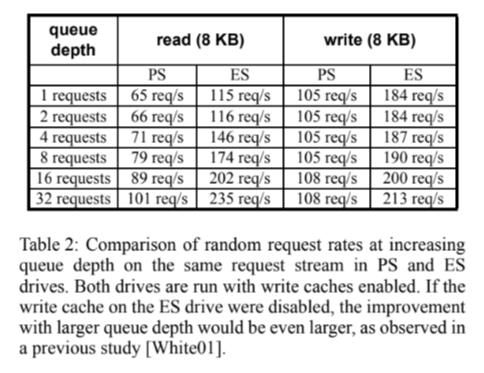 queue depth read (8 KB) write (8 KB)
PS ES PS ES
1 requests 65 req/s 115 req/s 105 req/s 184 req/s
2 requests 66 req/s 116 req/s 105 req/s 184 req/s
4 requests 71 req/s 146 req/s 105 req/s 187 req/s
8 requests 79 req/s 174 req/s 105 req/s 190 req/s
16 requests 89 req/s 202 req/s 108 req/s 200 req/s
32 requests 101 req/s 235 req/s 108 req/s 213 req/s
Table 2: Comparison of random request rates at increasing
queue depth on the same request stream in PS and ES
drives. Both drives are run with write caches enabled. If the
write cache on the ES drive were disabled, the improvement
with larger queue depth would be even larger, as observed in
a previous study [White01].